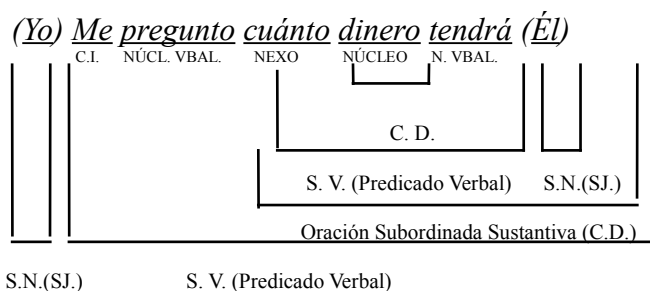 (Yo) Me pregunto cuánto dinero tendrá (Él)
C.I. NÚCL. VBAL. NEXO NÚCLEO N. VBAL.
C. D.
S. V. (Predicado Verbal) S.N.(SJ.)
Oración Subordinada Sustantiva (C.D.)
S.N.(SJ.) S. V. (Predicado Verbal)